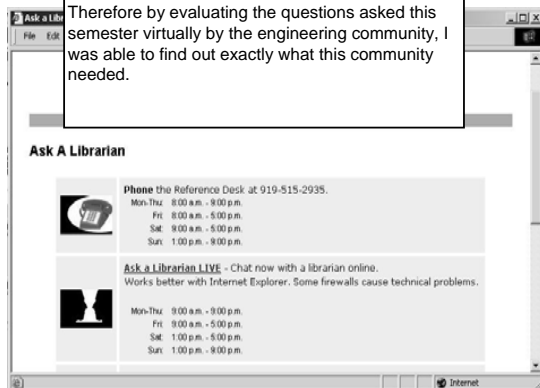 Ask a Libr
Therefore by evaluating the questions asked this
semester virtually by the engineering community, I
was able to find out exactly what this community
needed.
File Edit
Ask A Librarian
Phone the Reference Desk at 919-515-2935.
Mon-Thu: 8:00 a.m. - 9:00 p.m.
Fri: 8:00 a.m. - 5:00 p.m.
Sat: 9:00 a.m. - 5:00 p.m.
Sun: 1:00 p.m. - 9:00 p.m.
Ask a Librarian LIVE - Chat now with a librarian online.
Works better with Internet Explorer. Some firewalls cause technical problems.
Mon-Thu: 9:00 a.m. - 9:00 p.m.
Fri: 9:00 a.m. - 5:00 p.m.
Sat: 1:00 p.m. - 5:00 p.m.
Sun: 1:00 p.m. - 9:00 p.m.
Internet